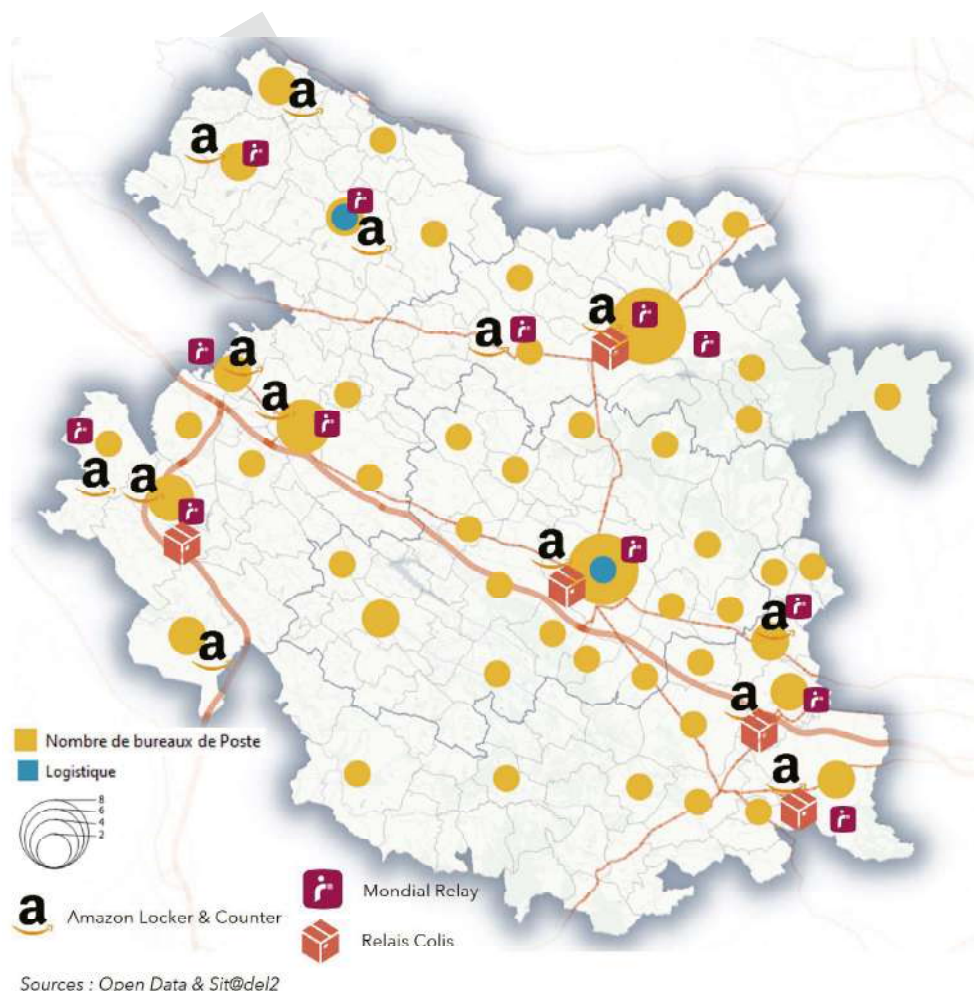 Nombre de bureaux de Poste
Logistique
8
6
4
2
a Amazon Locker & Counter
Mondial Relay
Relais Colis
Sources : Open Data & Sit@del2